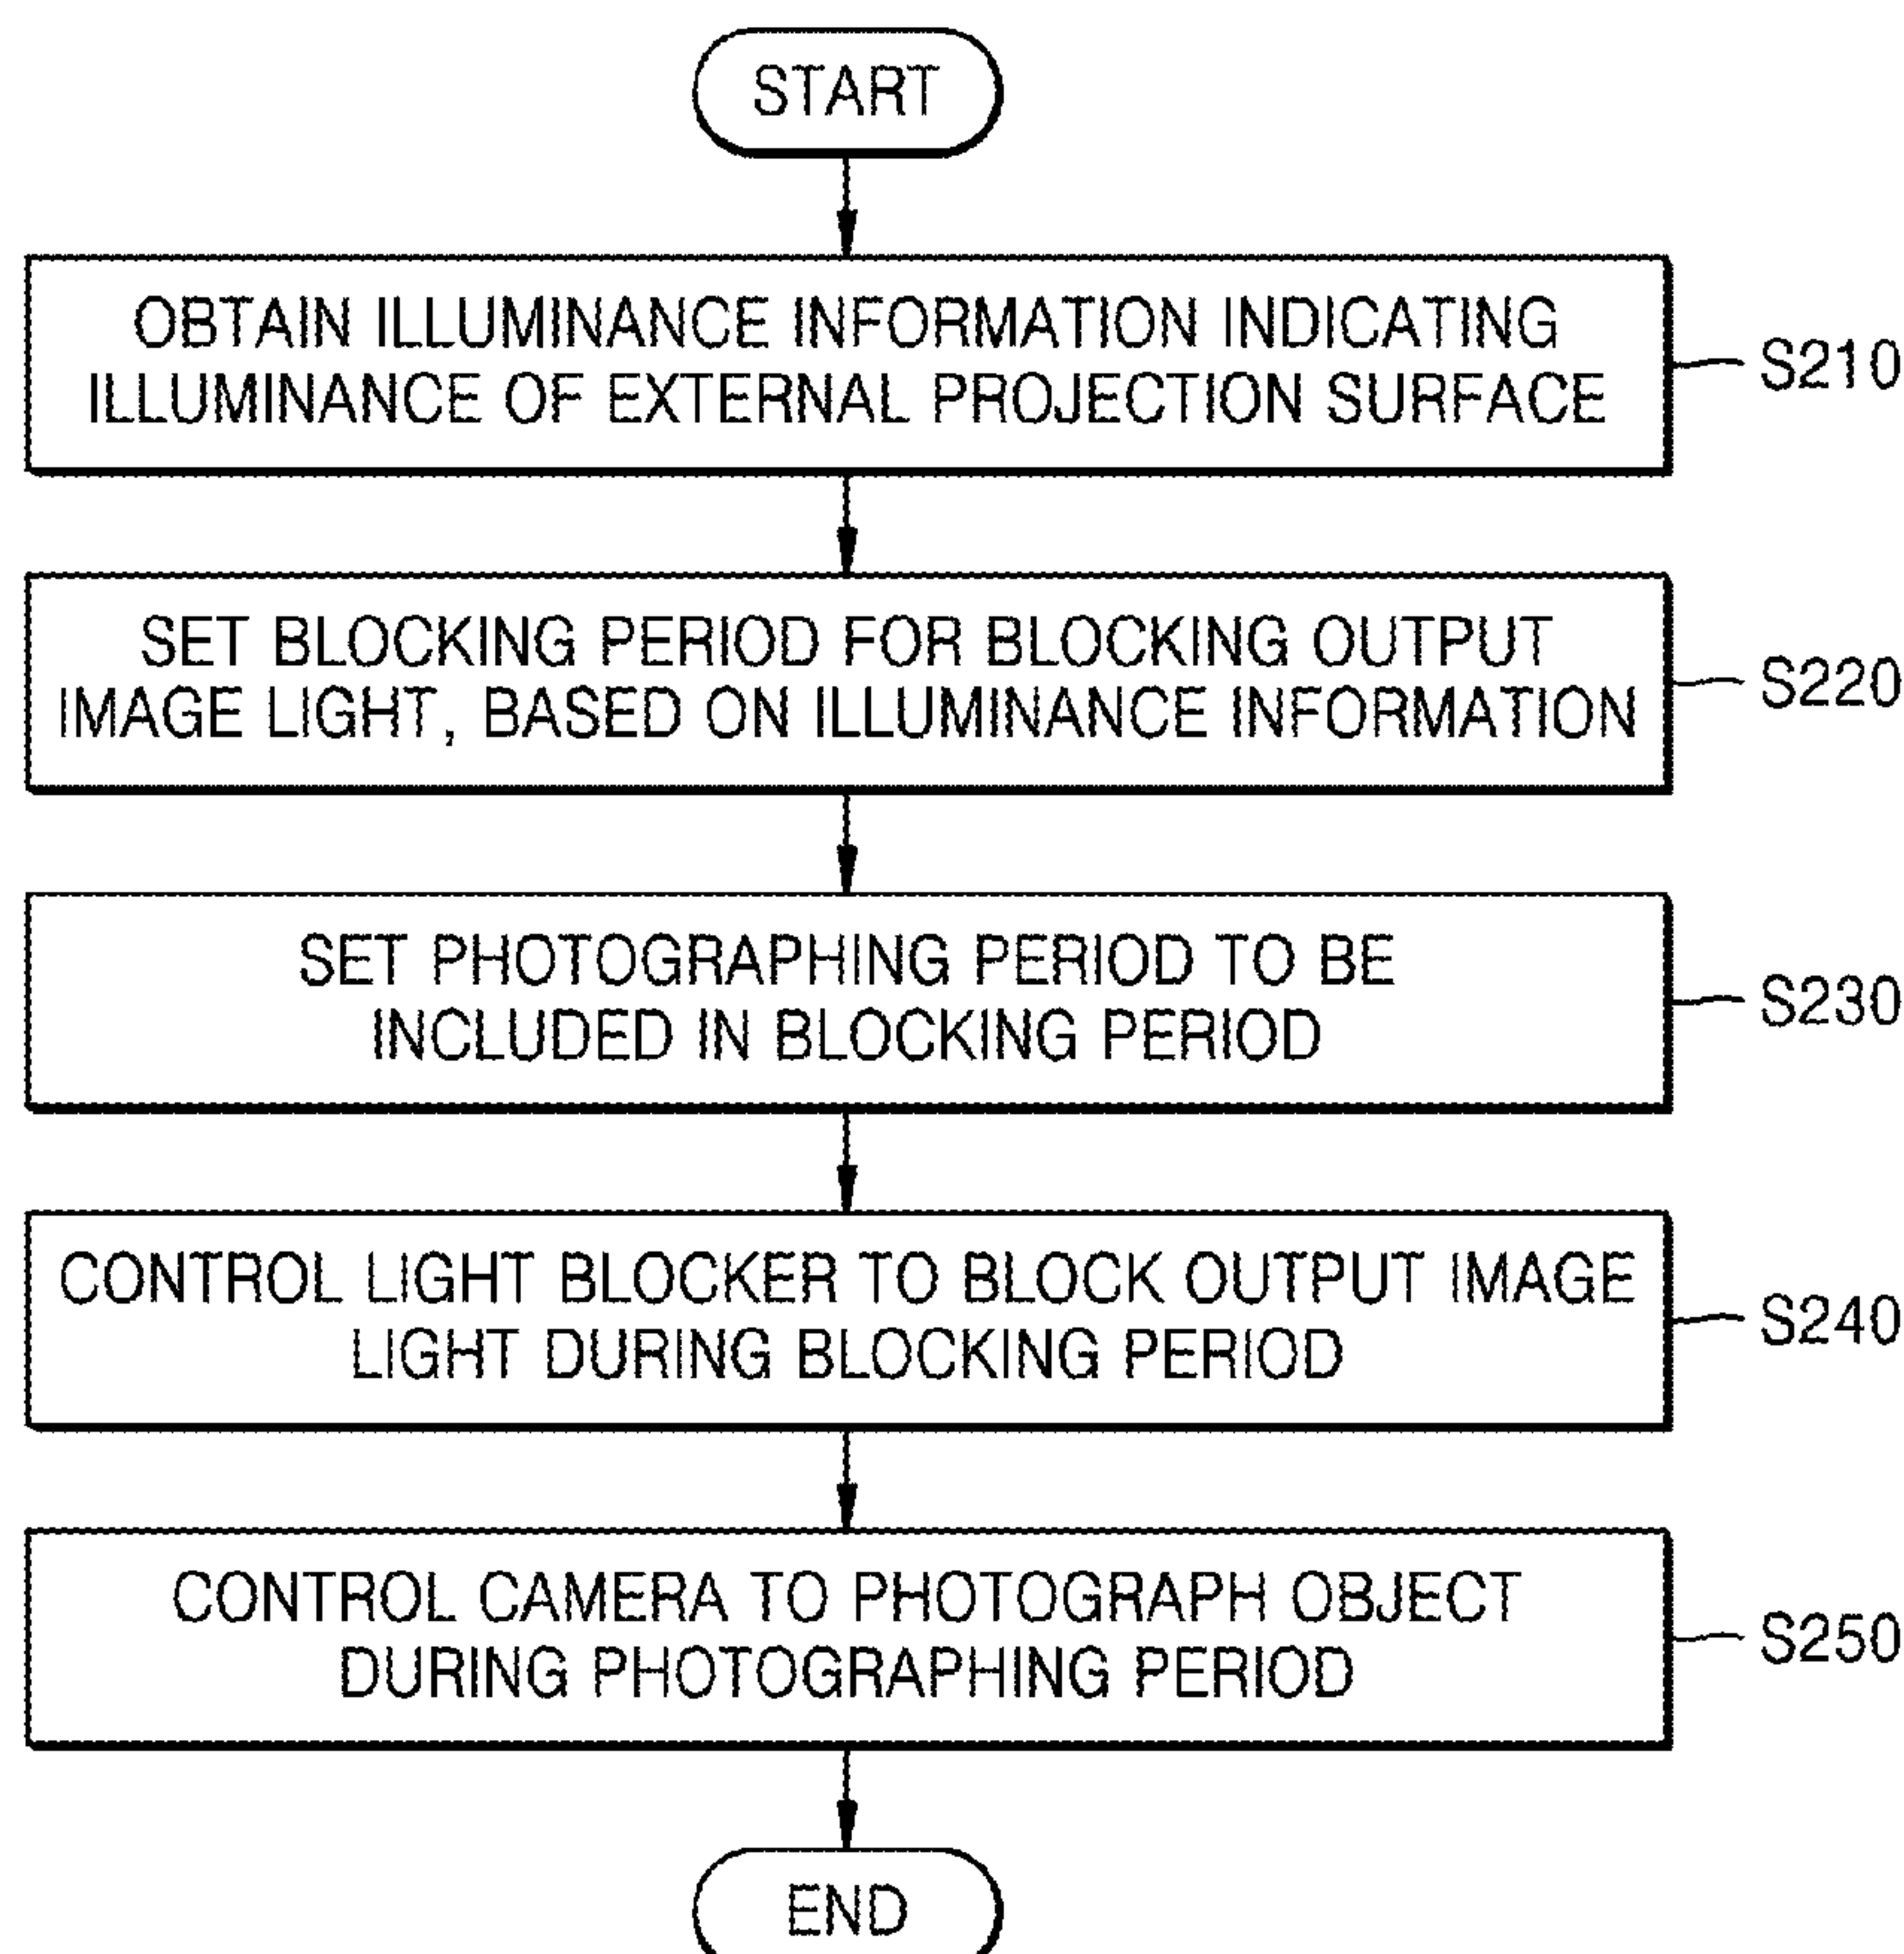 START
OBTAIN ILLUMINANCE INFORMATION INDICATING
ILLUMINANCE OF EXTERNAL PROJECTION SURFACE
S210
SET BLOCKING PERIOD FOR BLOCKING OUTPUT
IMAGE LIGHT, BASED ON ILLUMINANCE INFORMATION
S220
SET PHOTOGRAPHING PERIOD TO BE
INCLUDED IN BLOCKING PERIOD
S230
CONTROL LIGHT BLOCKER TO BLOCK OUTPUT IMAGE
LIGHT DURING BLOCKING PERIOD
S240
CONTROL CAMERA TO PHOTOGRAPH OBJECT
DURING PHOTOGRAPHING PERIOD
S250
END